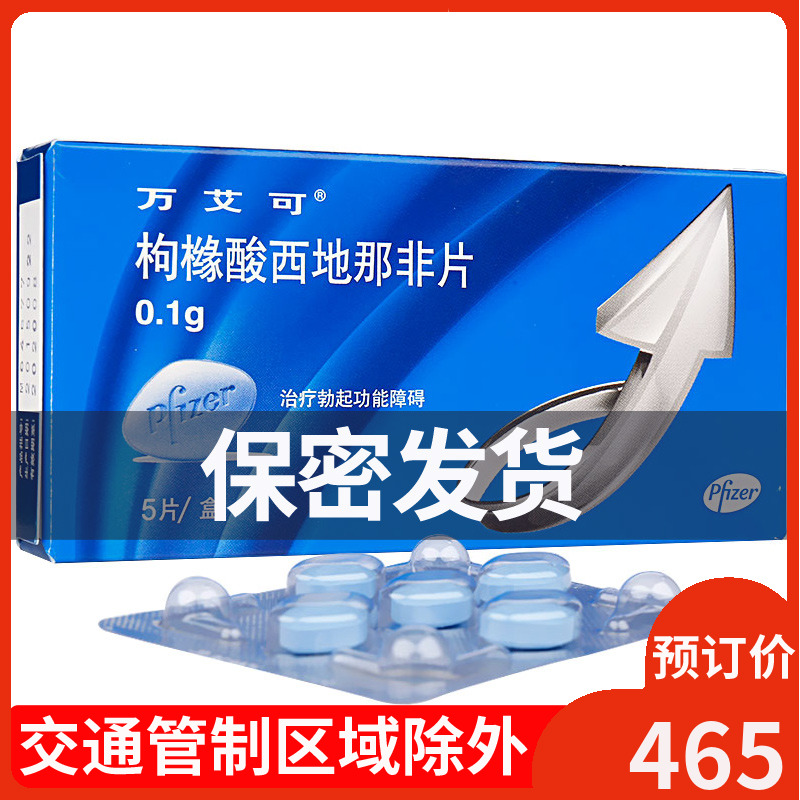 万艾可®
枸橼酸西地那非片
0.1g
Pfizer
治疗勃起功能障碍
保密发货
5片/盒
Pfizer
预订价
交通管制区域除外
465